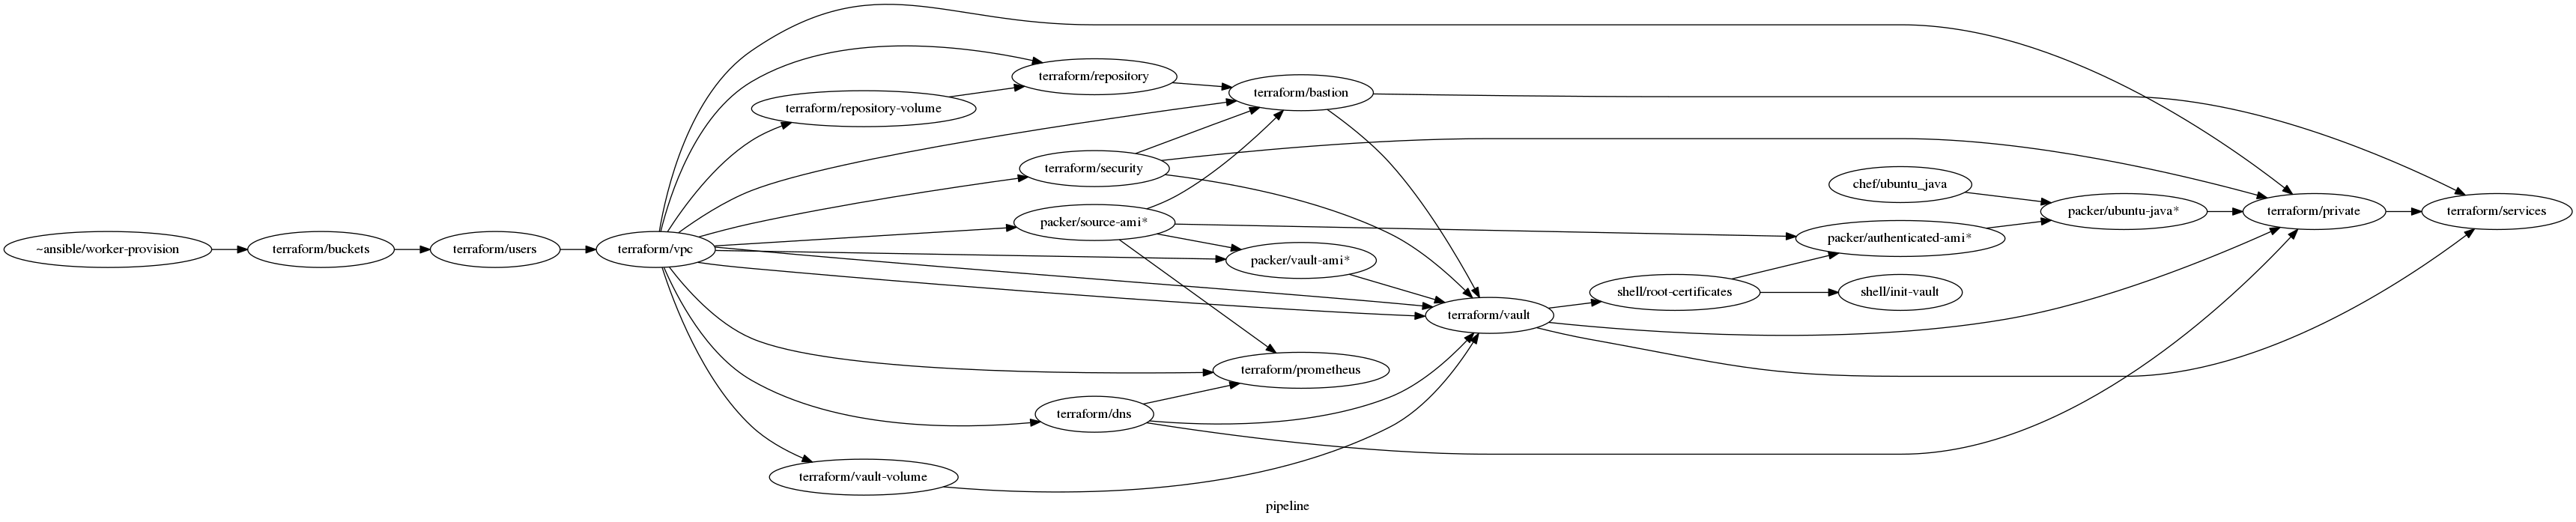 ~ansible/worker-provision
terraform/buckets
terraform/users
terraform/vpc
terraform/repository-volume
terraform/vault-volume
terraform/repository
terraform/security
packer/source-ami*
terraform/dns
terraform/bastion
packer/vault-ami*
terraform/prometheus
terraform/vault
shell/root-certificates
chef/ubuntu_java
packer/authenticated-ami*
shell/init-vault
packer/ubuntu-java*
terraform/private
terraform/services
pipeline